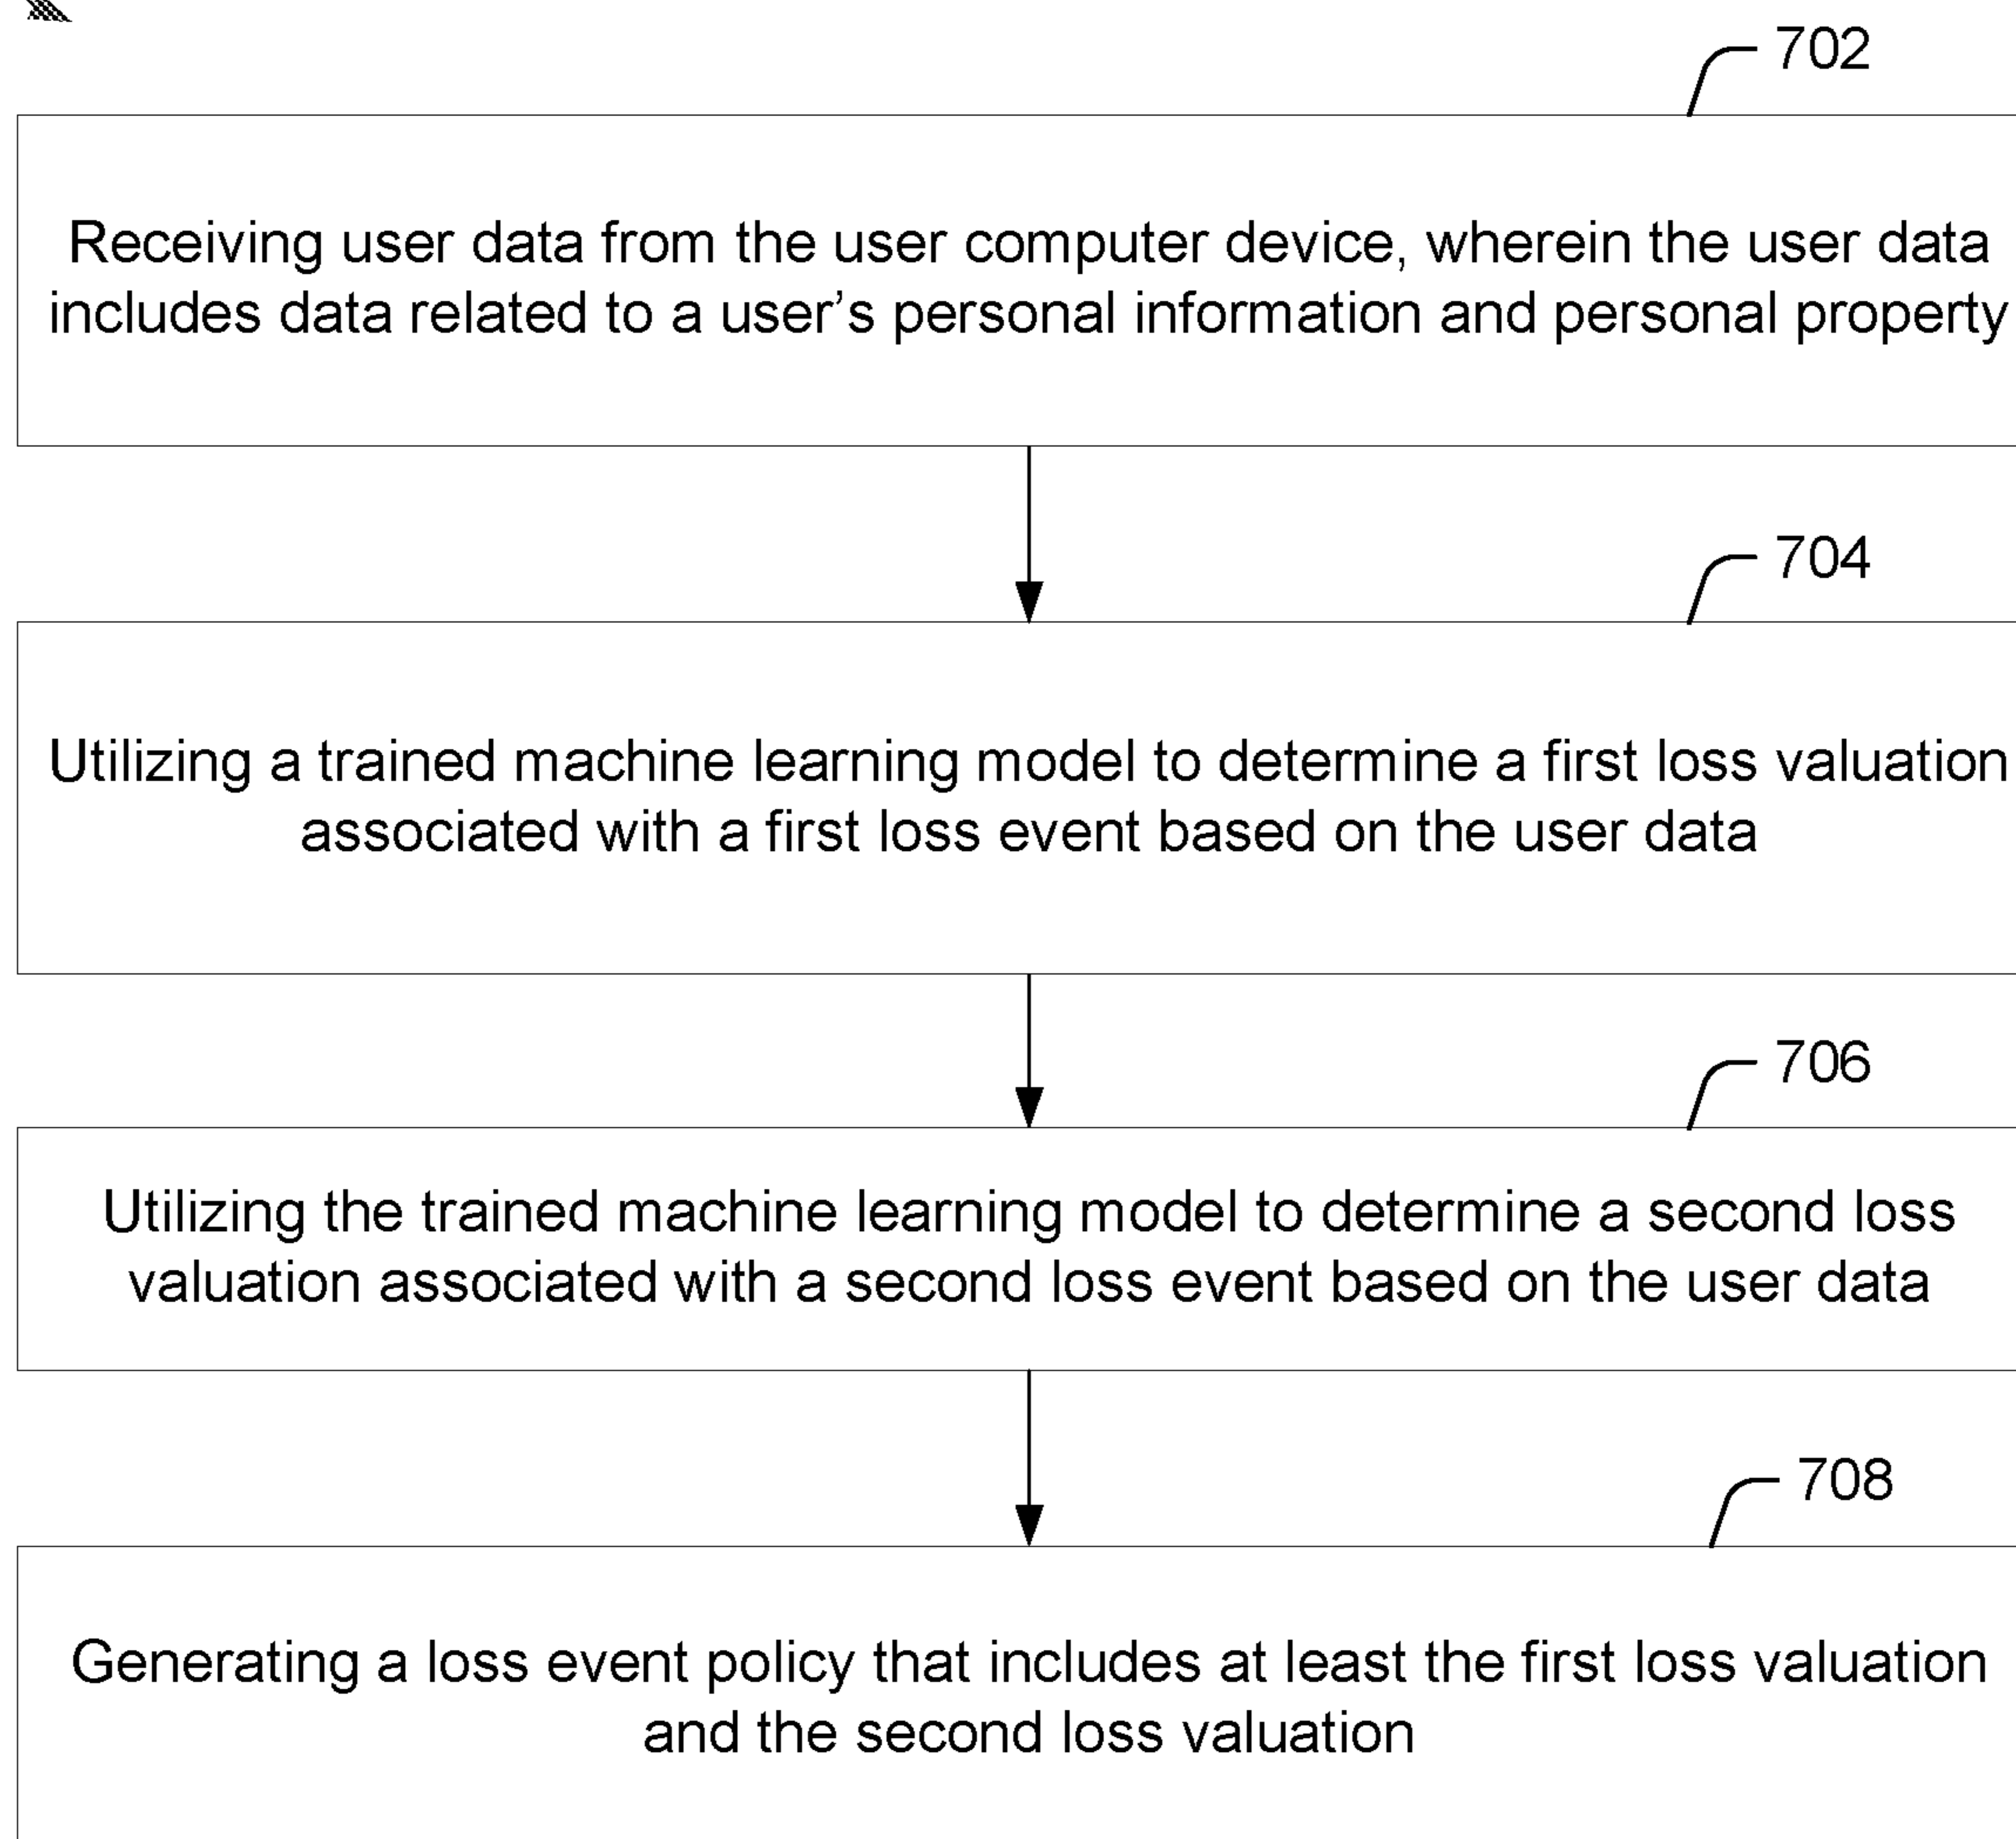 702
Receiving user data from the user computer device, wherein the user data
includes data related to a user’s personal information and personal property
704
Utilizing a trained machine learning model to determine a first loss valuation
associated with a first loss event based on the user data
706
Utilizing the trained machine learning model to determine a second loss
valuation associated with a second loss event based on the user data
708
Generating a loss event policy that includes at least the first loss valuation
and the second loss valuation